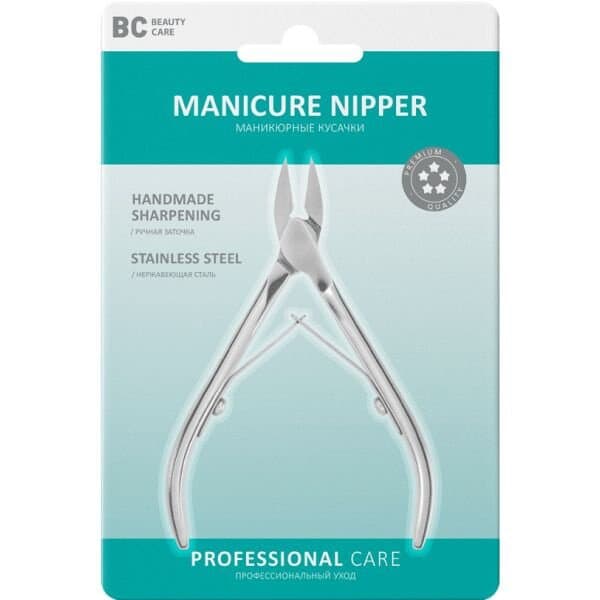 BC BEAUTY CARE
MANICURE NIPPER
МАНИКЮРНЫЕ КУСАЧКИ
PREMIUM QUALITY
HANDMADE
SHARPENING
/ РУЧНАЯ ЗАТОЧКА
STAINLESS STEEL
/ НЕРЖАВЕЮЩАЯ СТАЛЬ
PROFESSIONAL CARE
ПРОФЕССИОНАЛЬНЫЙ УХОД